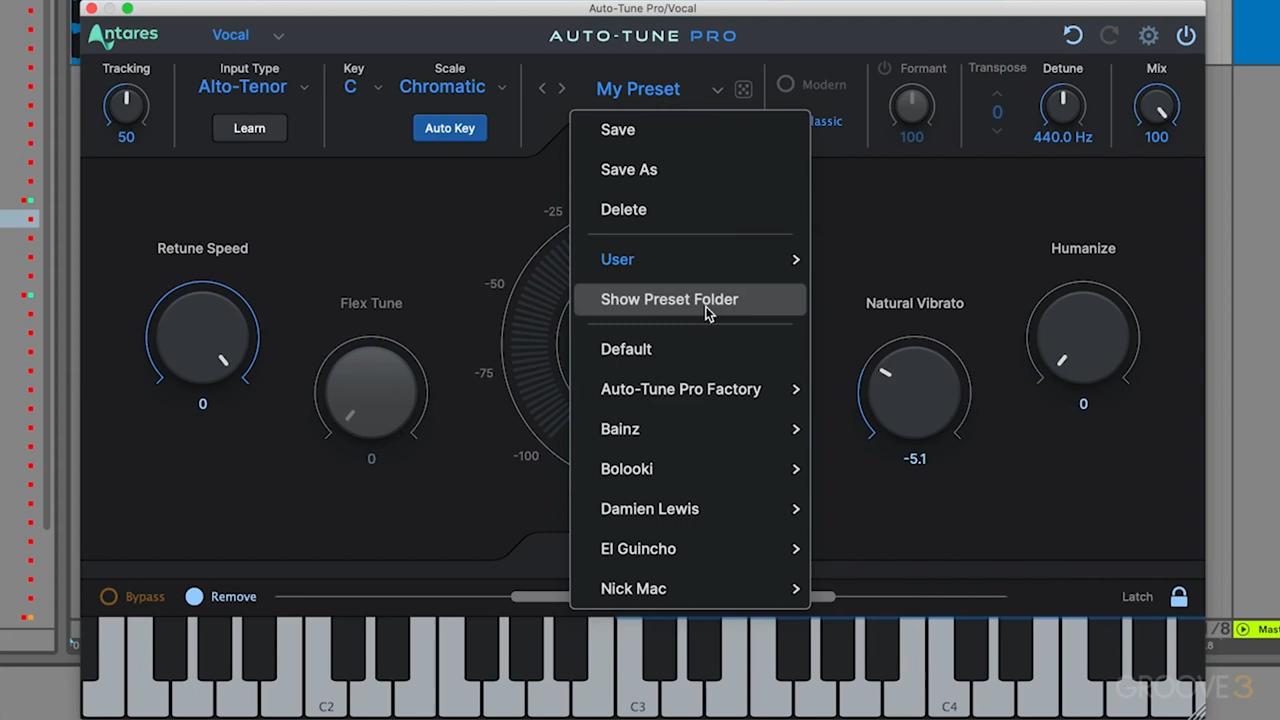 Auto-Tune Pro/Vocal
Antares
Vocal
AUTO-TUNE PRO
Tracking
50
Input Type
Alto-Tenor
Learn
Key
C
Scale
Chromatic
Auto Key
My Preset
Modern
lassic
Formant
100
Transpose
0
Detune
440.0 Hz
Mix
100
Save
Save As
Delete
User
Show Preset Folder
Default
Auto-Tune Pro Factory
Bainz
Bolooki
Damien Lewis
El Guincho
Nick Mac
Retune Speed
0
Flex Tune
0
-25
-50
-75
-100
Natural Vibrato
-5.1
Humanize
0
Bypass
Remove
Latch
C2
C3
C4
/8
Mast
GROOVE3